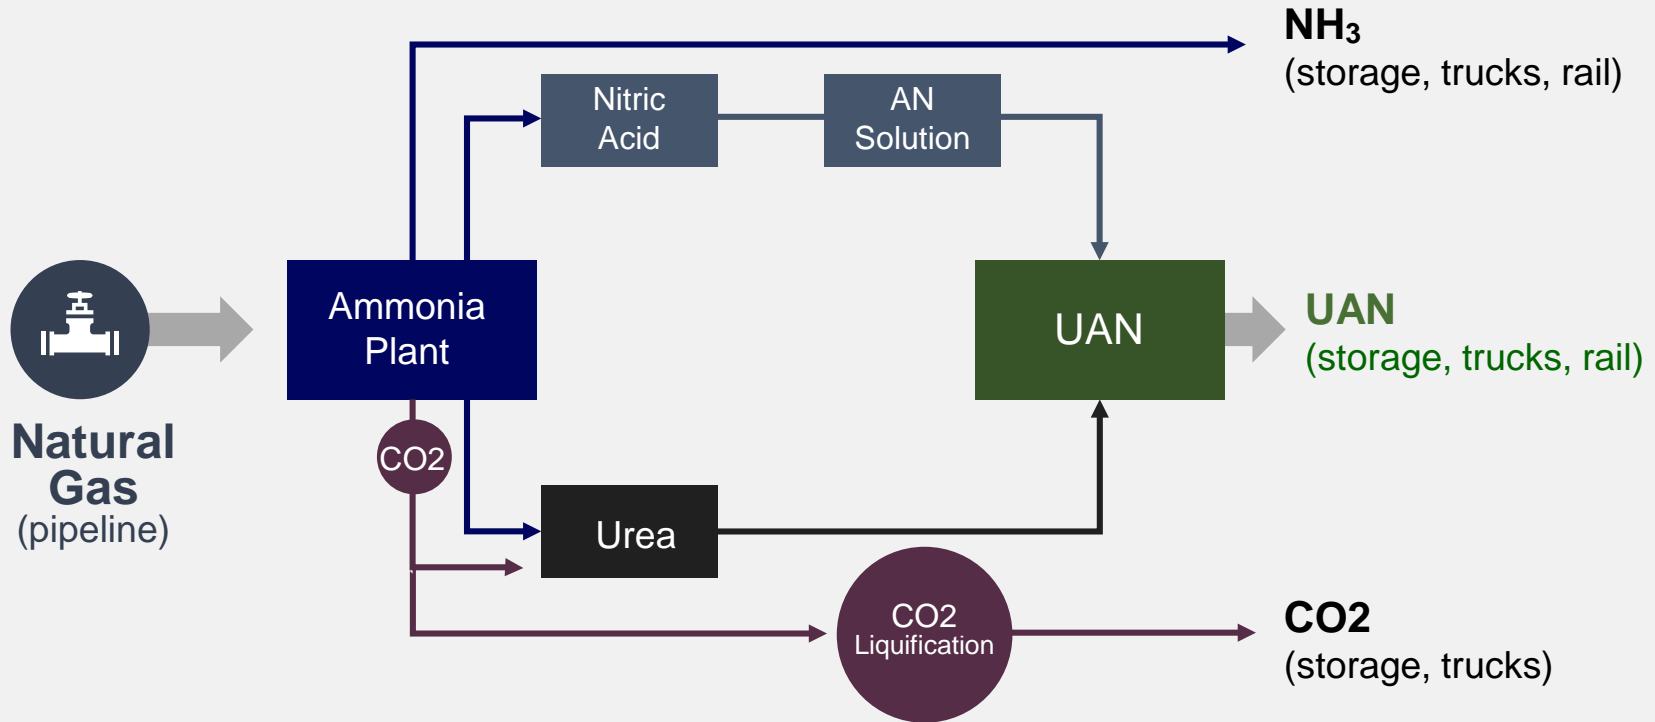 NH₃
(storage, trucks, rail)
Nitric
Acid
AN
Solution
Ammonia
Plant
UAN
UAN
(storage, trucks, rail)
Natural
Gas
(pipeline)
CO2
Urea
CO2
Liquification
CO2
(storage, trucks)